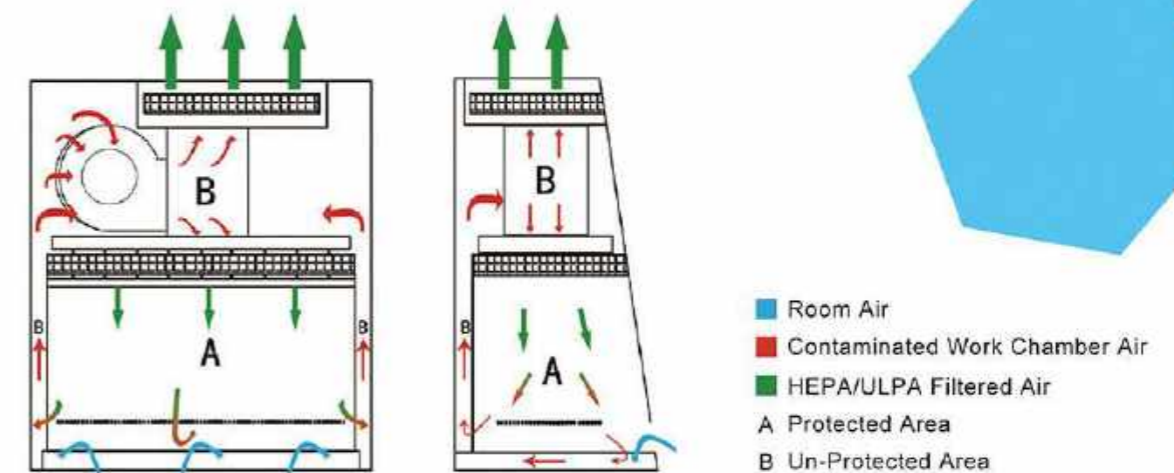 B
B
B
B
A
B
A
B
Room Air
Contaminated Work Chamber Air
HEPA/ULPA Filtered Air
A Protected Area
B Un-Protected Area